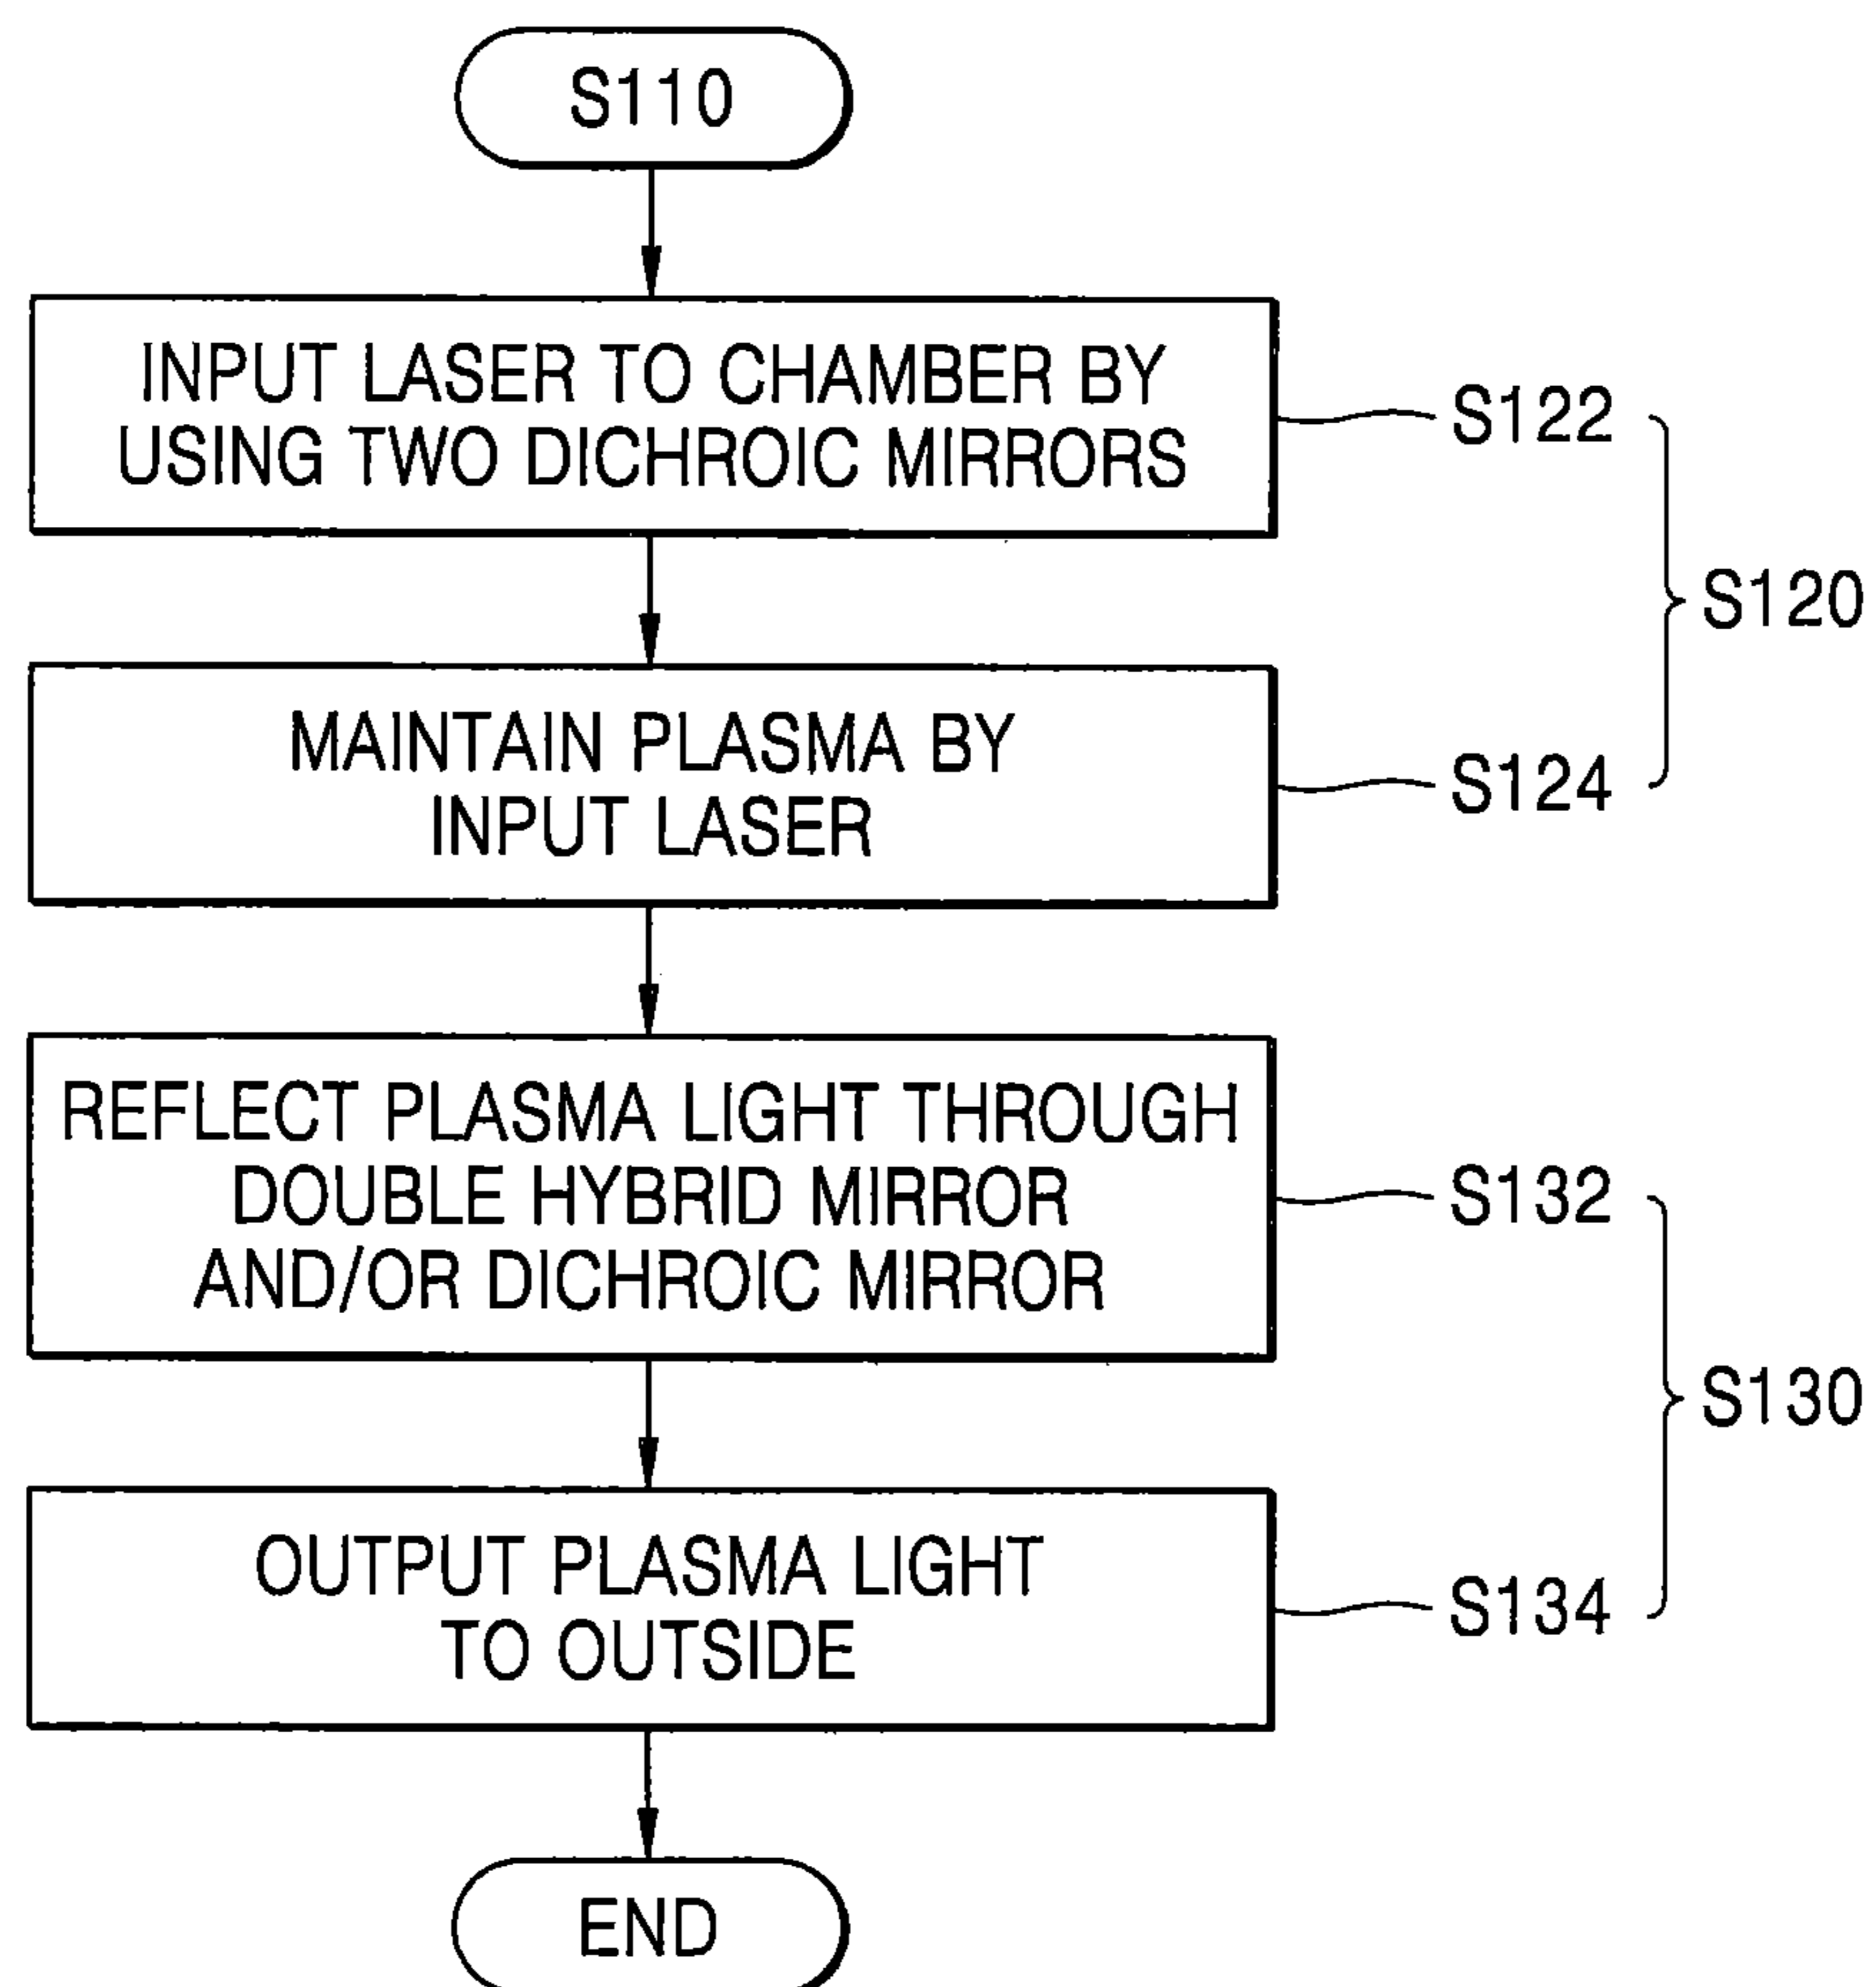 S110
INPUT LASER TO CHAMBER BY
USING TWO DICHROIC MIRRORS
S122
S120
MAINTAIN PLASMA BY
INPUT LASER
S124
REFLECT PLASMA LIGHT THROUGH
DOUBLE HYBRID MIRROR
AND/OR DICHROIC MIRROR
S132
S130
OUTPUT PLASMA LIGHT
TO OUTSIDE
S134
END